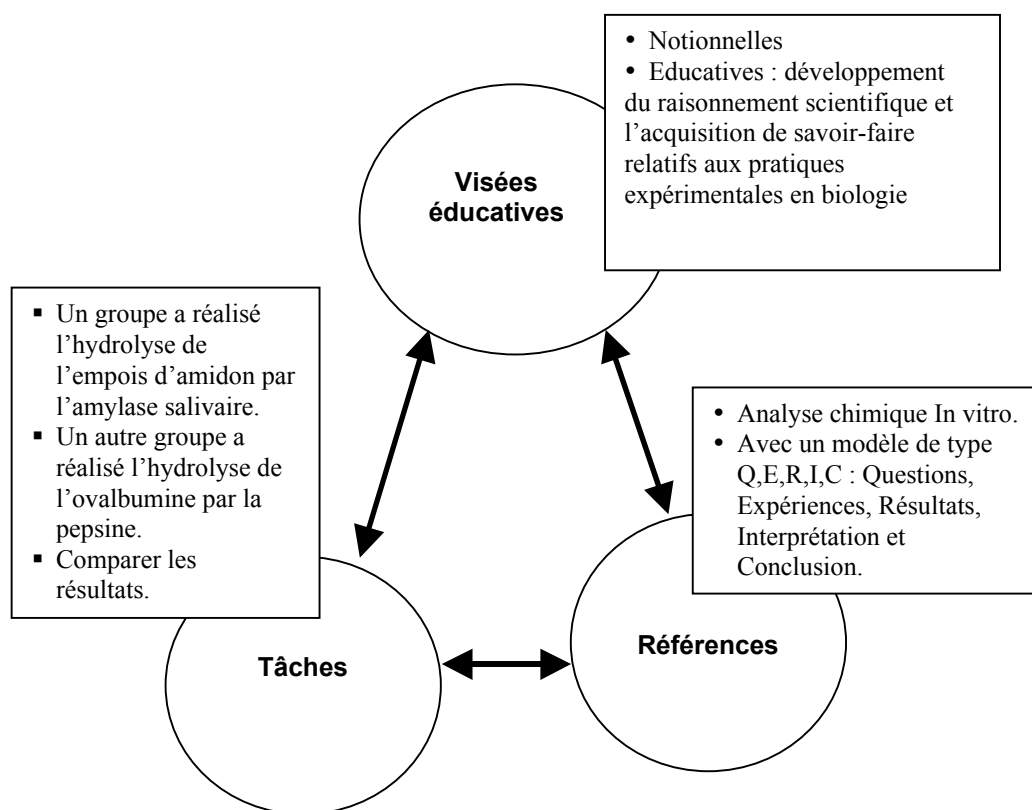 • Notionnelles
• Educatives : développement
du raisonnement scientifique et
l’acquisition de savoir-faire
relatifs aux pratiques
expérimentales en biologie
Visées
éducatives
▪ Un groupe a réalisé
l’hydrolyse de
l’empois d’amidon par
l’amylase salivaire.
▪ Un autre groupe a
réalisé l’hydrolyse de
l’ovalbumine par la
pepsine.
▪ Comparer les
résultats.
• Analyse chimique In vitro.
• Avec un modèle de type
Q,E,R,I,C : Questions,
Expériences, Résultats,
Interprétation et
Conclusion.
Tâches
Références